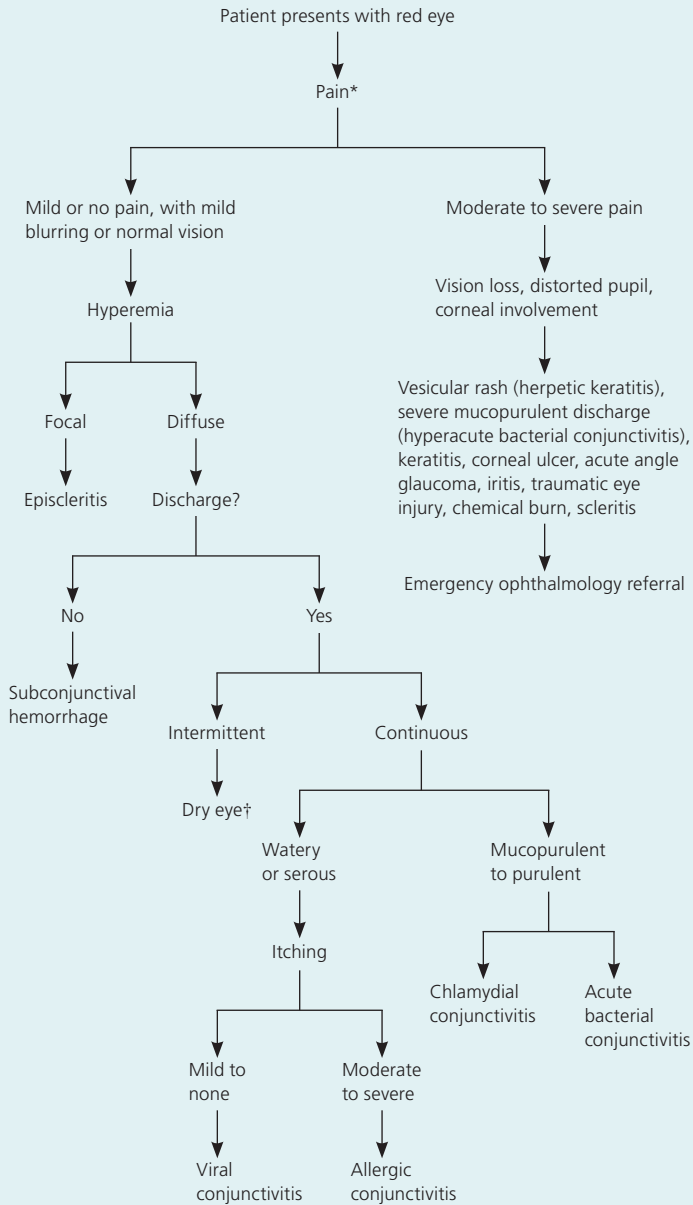 Patient presents with red eye
Pain*
Mild or no pain, with mild
blurring or normal vision
Moderate to severe pain
Vision loss, distorted pupil,
corneal involvement
Hyperemia
Vesicular rash (herpetic keratitis),
severe mucopurulent discharge
(hyperacute bacterial conjunctivitis),
keratitis, corneal ulcer, acute angle
glaucoma, iritis, traumatic eye
injury, chemical burn, scleritis
Focal
Diffuse
Episcleritis
Discharge?
Emergency ophthalmology referral
No
Yes
Subconjunctival
hemorrhage
Intermittent
Continuous
Dry eye†
Watery
or serous
Mucopurulent
to purulent
Itching
Chlamydial
conjunctivitis
Acute
bacterial
conjunctivitis
Mild to
none
Moderate
to severe
Viral
conjunctivitis
Allergic
conjunctivitis